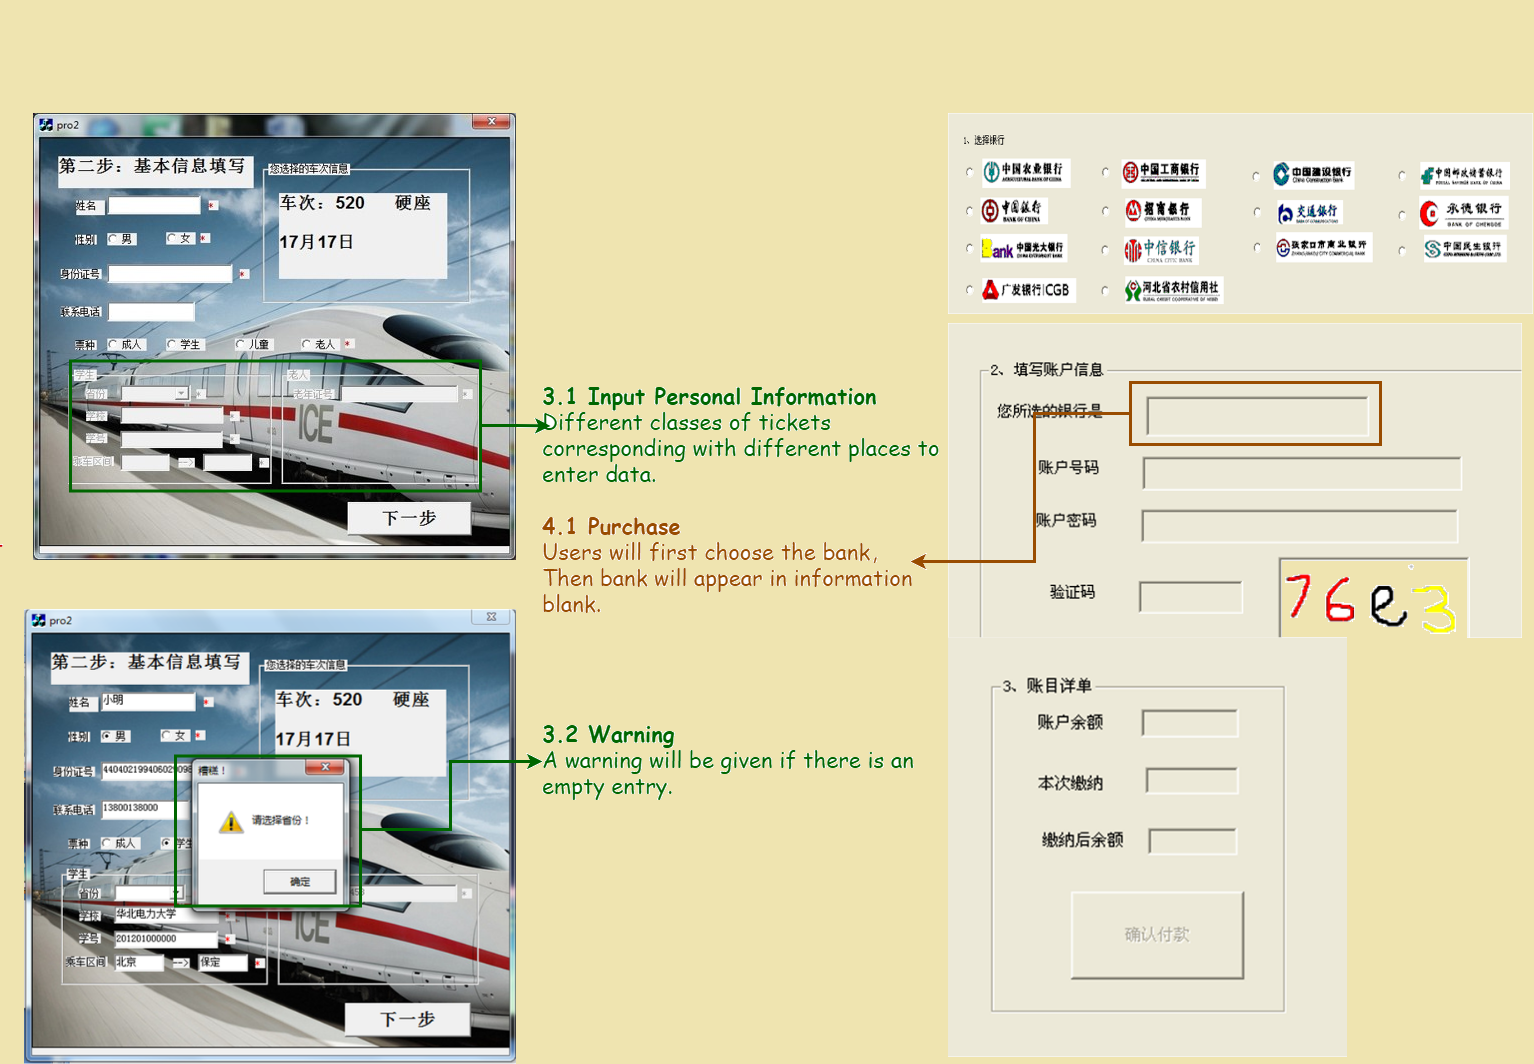 pro2
第二步：基本信息填写
您选择的车次信息
姓名 *
车次：520 硬座
性别 男 女 *
17月17日
身份证号 *
联系电话
票种 成人 学生 儿童 老人 *
学生
老人
省份 *
老年证号 *
学校 *
学号 *
乘车区间 --> *
ICE
下一步
3.1 Input Personal Information
Different classes of tickets
corresponding with different places to
enter data.
4.1 Purchase
Users will first choose the bank,
Then bank will appear in information
blank.
pro2
第二步：基本信息填写
您选择的车次信息
姓名 小明 *
车次：520 硬座
性别 男 女 *
17月17日
身份证号
联系电话 13800138000
票种 成人 学生
糟糕！
请选择省份！
确定
学生
省份
学校 华北电力大学 *
学号 201201000000 *
乘车区间 北京 --> 保定 *
ICE
下一步
3.2 Warning
A warning will be given if there is an
empty entry.
1、选择银行
中国农业银行
AGRICULTURAL BANK OF CHINA
中国工商银行
中国建设银行
China Construction Bank
中国邮政储蓄银行
POSTAL SAVINGS BANK OF CHINA
中国银行
BANK OF CHINA
招商银行
CHINA MERCHANTS BANK
交通银行
BANK OF COMMUNICATIONS
承德银行
BANK OF CHENGDE
Bank 中国光大银行
CHINA EVERBRIGHT BANK
中信银行
CHINA CITIC BANK
张家口市商业银行
ZHANGJIAKOU CITY COMMERCIAL BANK
中国民生银行
广发银行|CGB
河北省农村信用社
RURAL CREDIT COOPERATIVE OF HEBEI
2、填写账户信息
您所选的银行是
账户号码
账户密码
验证码
76e3
3、账目详单
账户余额
本次缴纳
缴纳后余额
确认付款